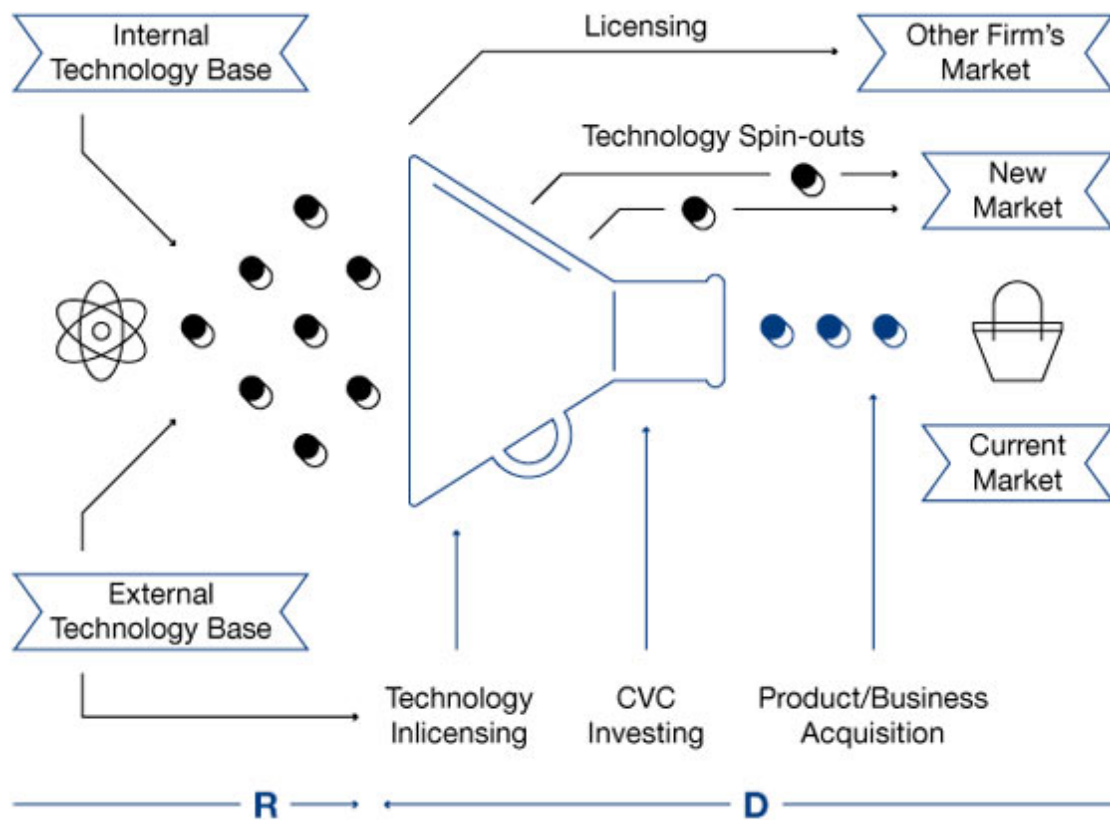 Internal
Technology Base
Licensing
Other Firm's
Market
Technology Spin-outs
New
Market
Current
Market
External
Technology Base
Technology
Inlicensing
CVC
Investing
Product/Business
Acquisition
R
D